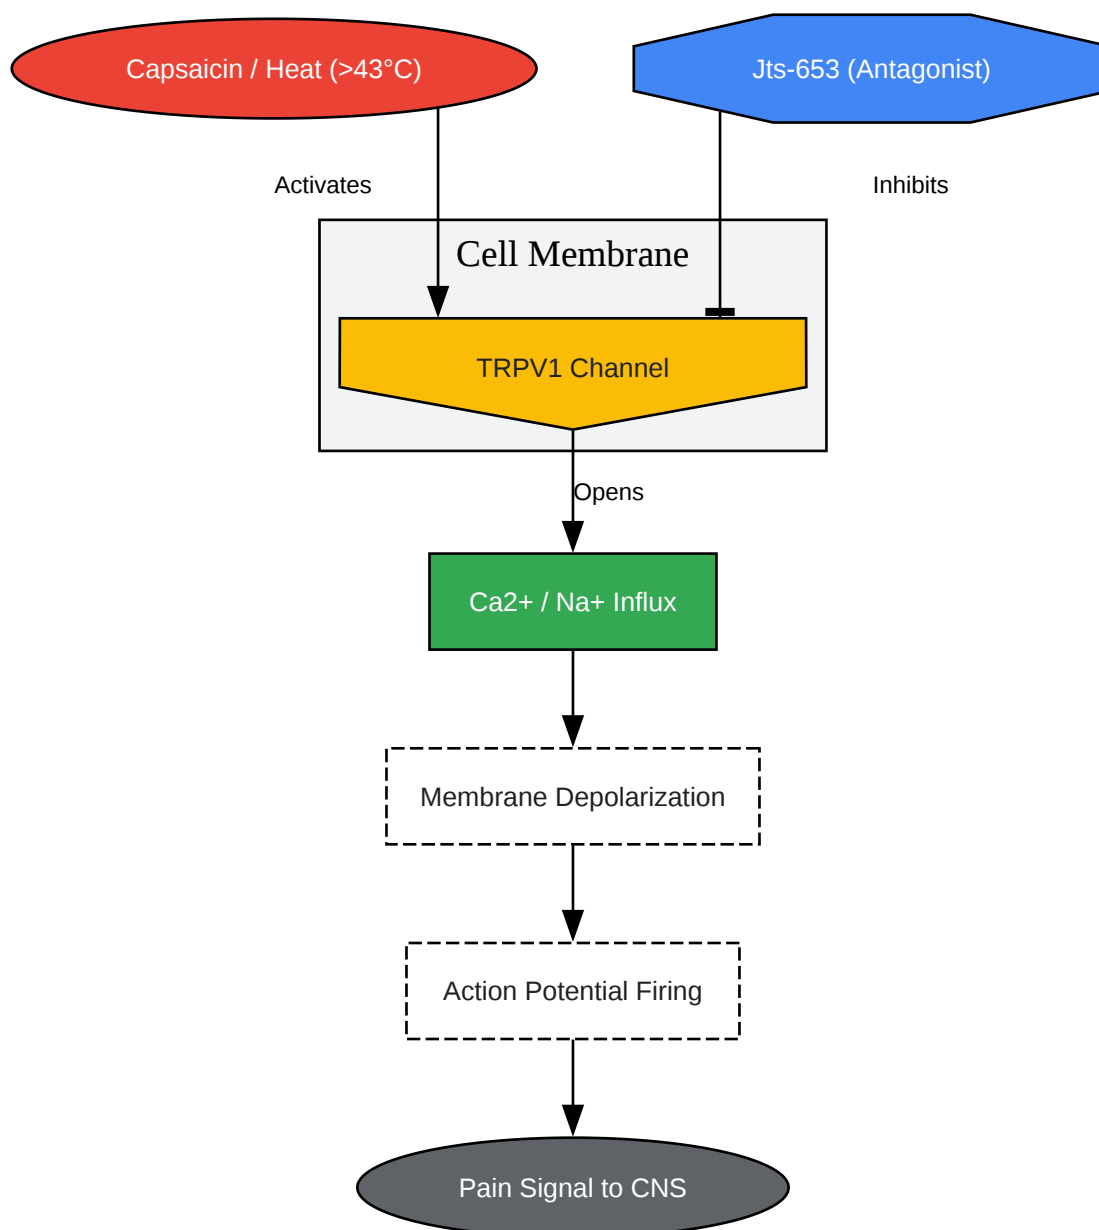 Capsaicin / Heat (>43°C)
Jts-653 (Antagonist)
Activates
Inhibits
Cell Membrane
TRPV1 Channel
Opens
Ca2+ / Na+ Influx
Membrane Depolarization
Action Potential Firing
Pain Signal to CNS